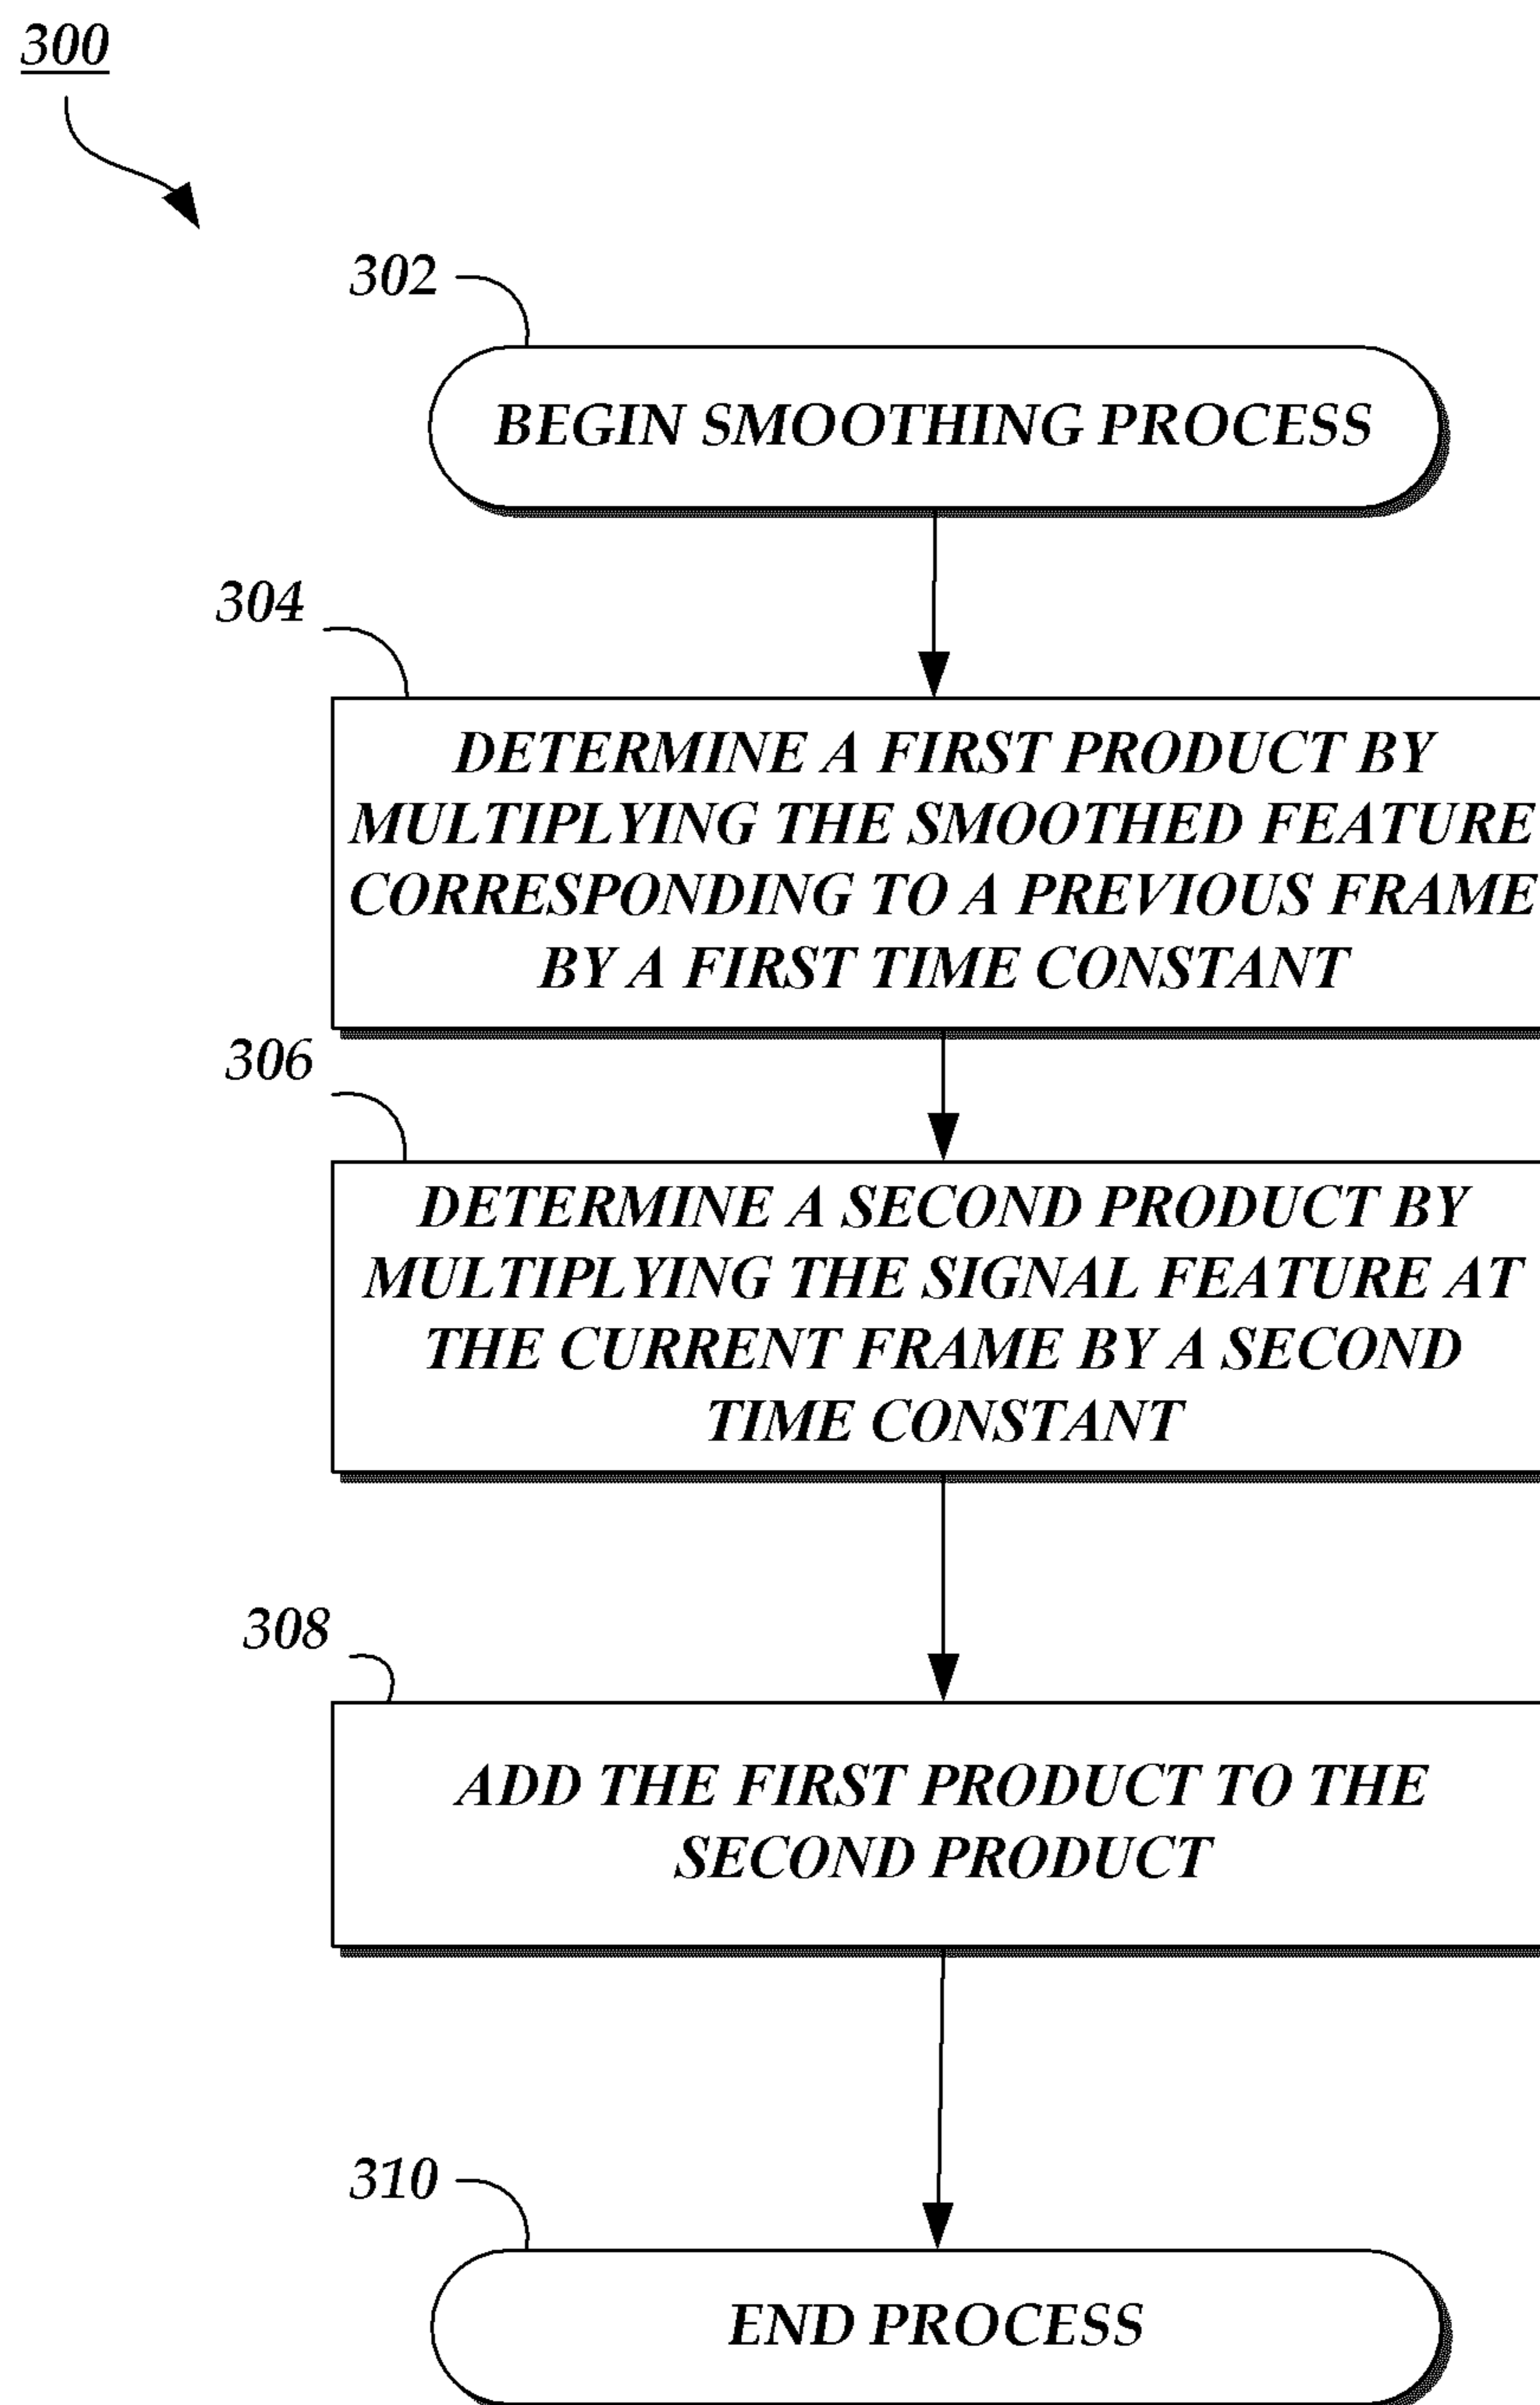 300
302
BEGIN SMOOTHING PROCESS
304
DETERMINE A FIRST PRODUCT BY
MULTIPLYING THE SMOOTHED FEATURE
CORRESPONDING TO A PREVIOUS FRAME
BY A FIRST TIME CONSTANT
306
DETERMINE A SECOND PRODUCT BY
MULTIPLYING THE SIGNAL FEATURE AT
THE CURRENT FRAME BY A SECOND
TIME CONSTANT
308
ADD THE FIRST PRODUCT TO THE
SECOND PRODUCT
310
END PROCESS